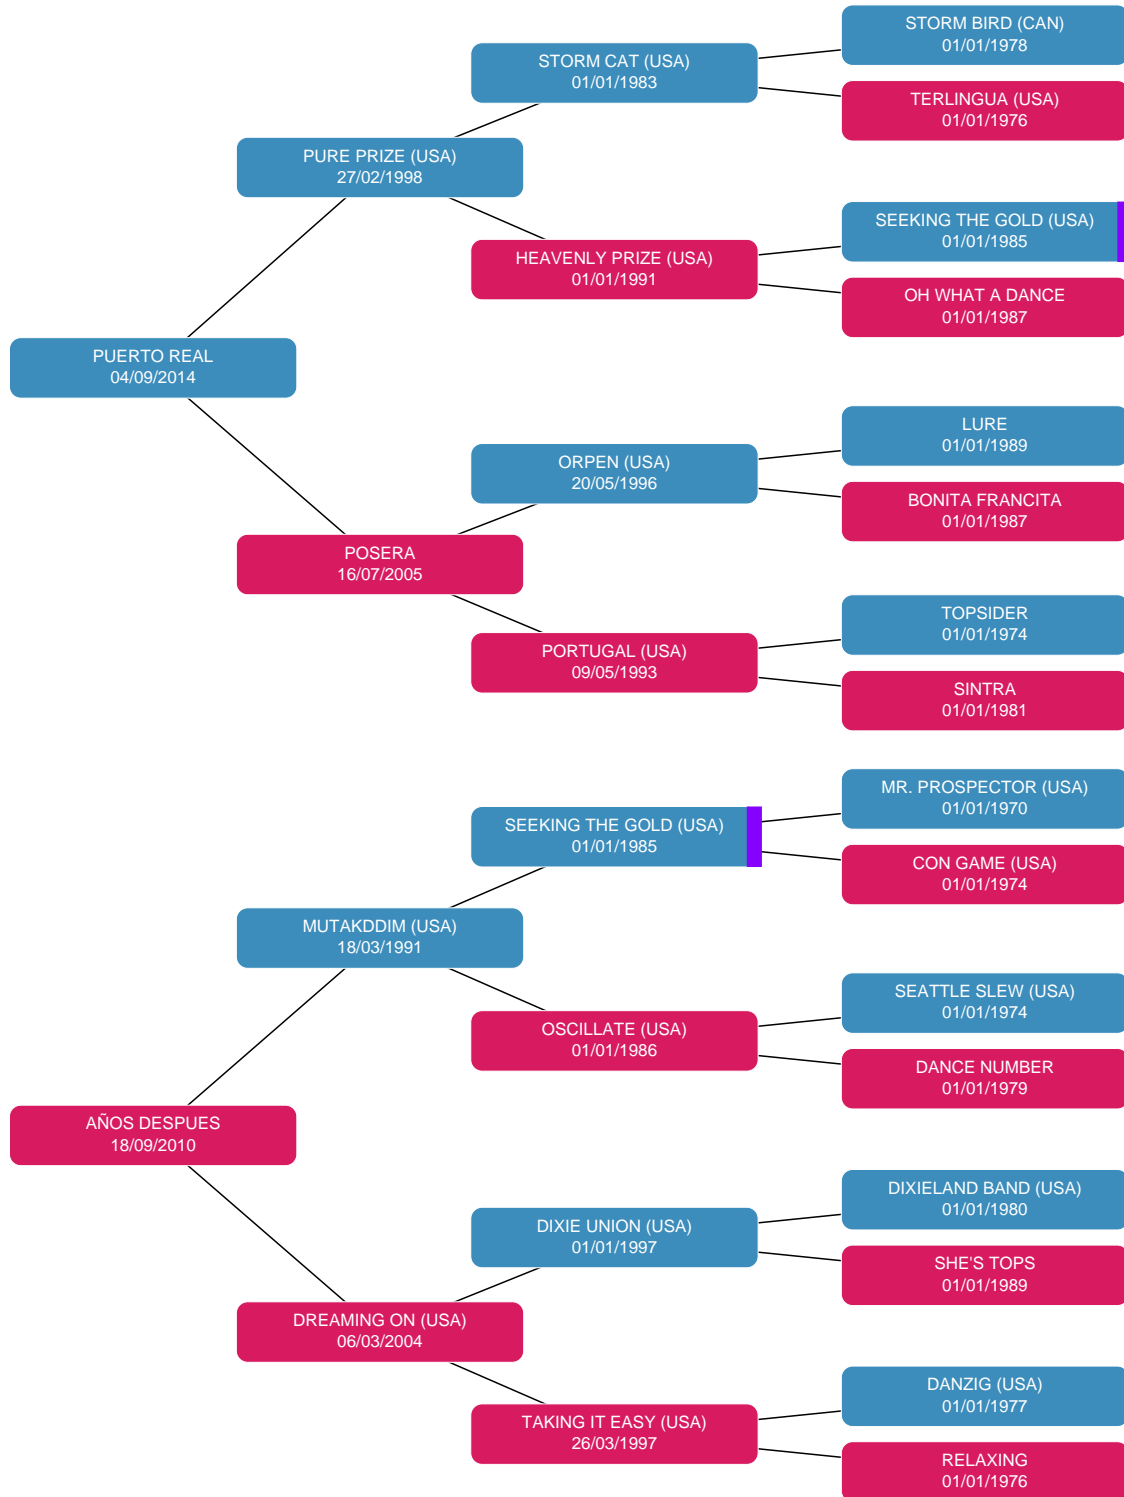 STORM BIRD (CAN)
01/01/1978
STORM CAT (USA)
01/01/1983
TERLINGUA (USA)
01/01/1976
PURE PRIZE (USA)
27/02/1998
SEEKING THE GOLD (USA)
01/01/1985
HEAVENLY PRIZE (USA)
01/01/1991
OH WHAT A DANCE
01/01/1987
PUERTO REAL
04/09/2014
LURE
01/01/1989
ORPEN (USA)
20/05/1996
BONITA FRANCITA
01/01/1987
POSERA
16/07/2005
TOPSIDER
01/01/1974
PORTUGAL (USA)
09/05/1993
SINTRA
01/01/1981
MR. PROSPECTOR (USA)
01/01/1970
SEEKING THE GOLD (USA)
01/01/1985
CON GAME (USA)
01/01/1974
MUTAKDDIM (USA)
18/03/1991
SEATTLE SLEW (USA)
01/01/1974
OSCILLATE (USA)
01/01/1986
DANCE NUMBER
01/01/1979
AÑOS DESPUES
18/09/2010
DIXIELAND BAND (USA)
01/01/1980
DIXIE UNION (USA)
01/01/1997
SHE'S TOPS
01/01/1989
DREAMING ON (USA)
06/03/2004
DANZIG (USA)
01/01/1977
TAKING IT EASY (USA)
26/03/1997
RELAXING
01/01/1976